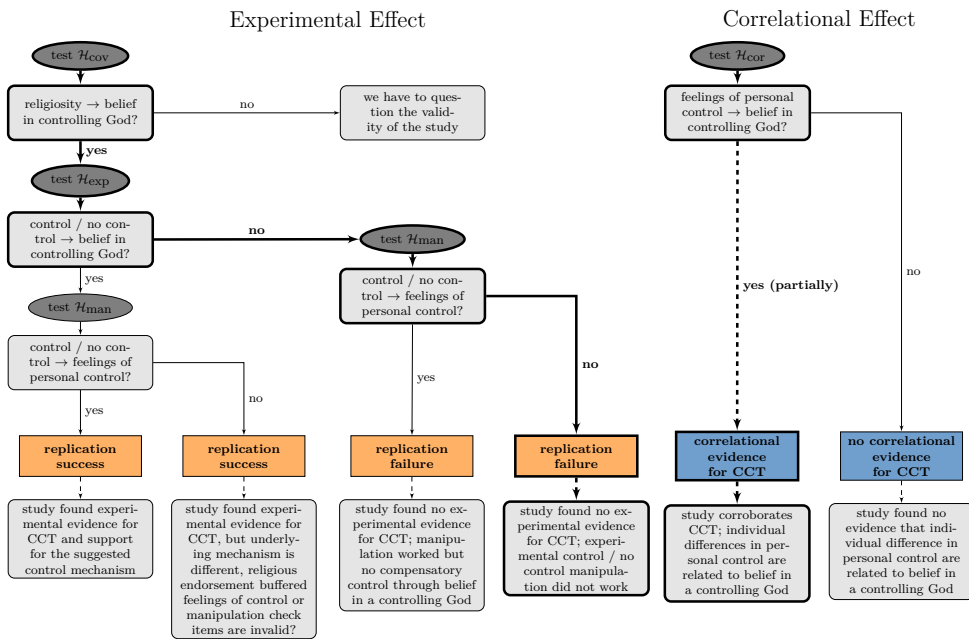 Experimental Effect
Correlational Effect
test ℋcov
religiosity → belief
in controlling God?
no
we have to ques-
tion the valid-
ity of the study
yes
test ℋexp
control / no con-
trol → belief in
controlling God?
no
test ℋman
control / no con-
trol → feelings of
personal control?
yes
test ℋman
control / no con-
trol → feelings of
personal control?
yes
no
yes
no
replication
success
replication
success
replication
failure
replication
failure
study found experi-
mental evidence for
CCT and support
for the suggested
control mechanism
study found experi-
mental evidence for
CCT, but underly-
ing mechanism is
different, religious
endorsement buffered
feelings of control or
manipulation check
items are invalid?
study found no ex-
perimental evidence
for CCT; manipu-
lation worked but
no compensatory
control through belief
in a controlling God
study found no ex-
perimental evidence
for CCT; experi-
mental control / no
control manipula-
tion did not work
test ℋcor
feelings of personal
control → belief in
controlling God?
yes (partially)
no
correlational
evidence
for CCT
no correlational
evidence
for CCT
study corroborates
CCT; individual
differences in per-
sonal control are
related to belief in
a controlling God
study found no
evidence that indi-
vidual difference in
personal control are
related to belief in
a controlling God